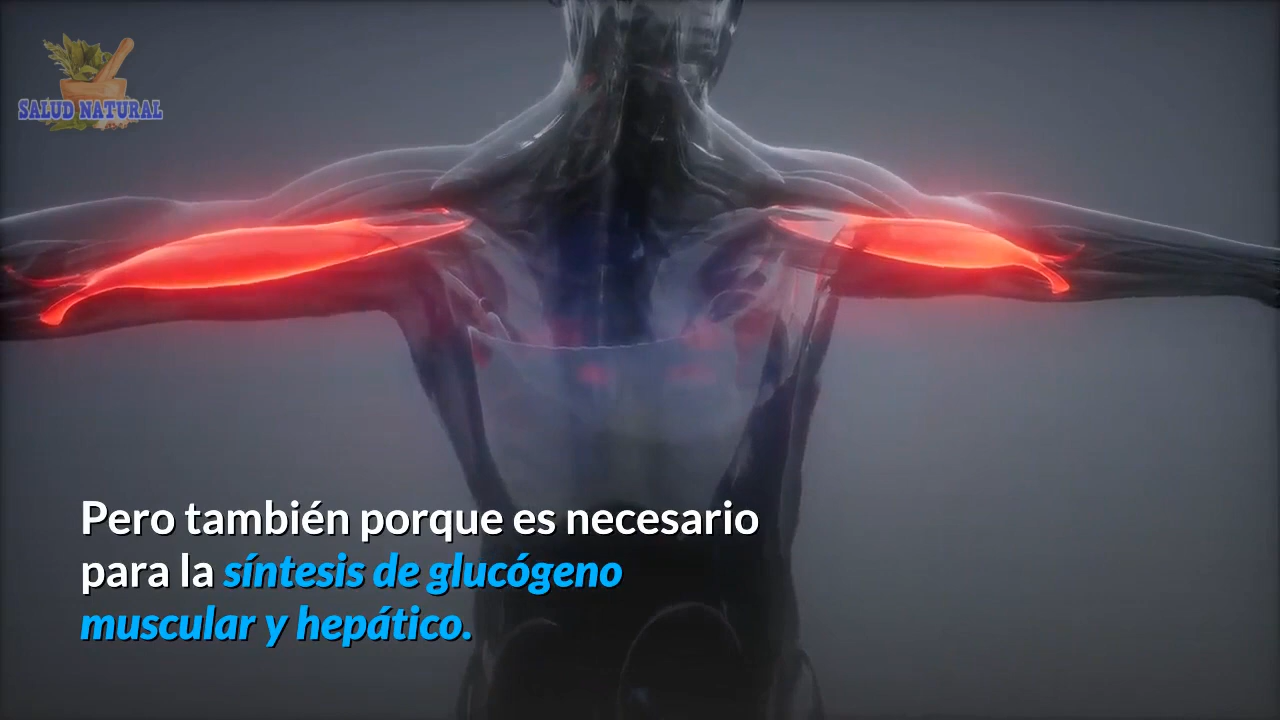 SALUD NATURAL
Pero también porque es necesario
para la síntesis de glucógeno
muscular y hepático.